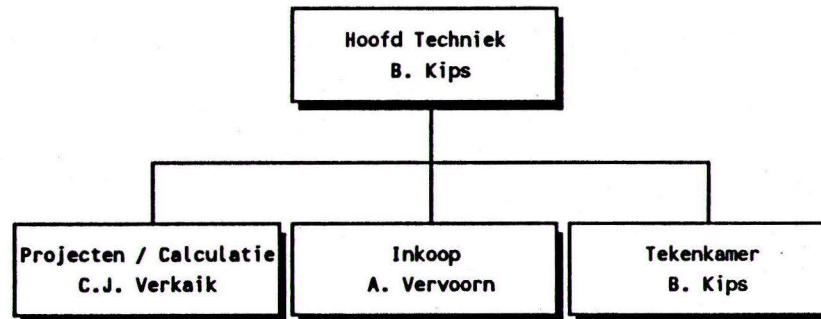 Hoofd Techniek
B. Kips
Projecten / Calculatie
C.J. Verkaik
Inkoop
A. Vervoorn
Tekenkamer
B. Kips